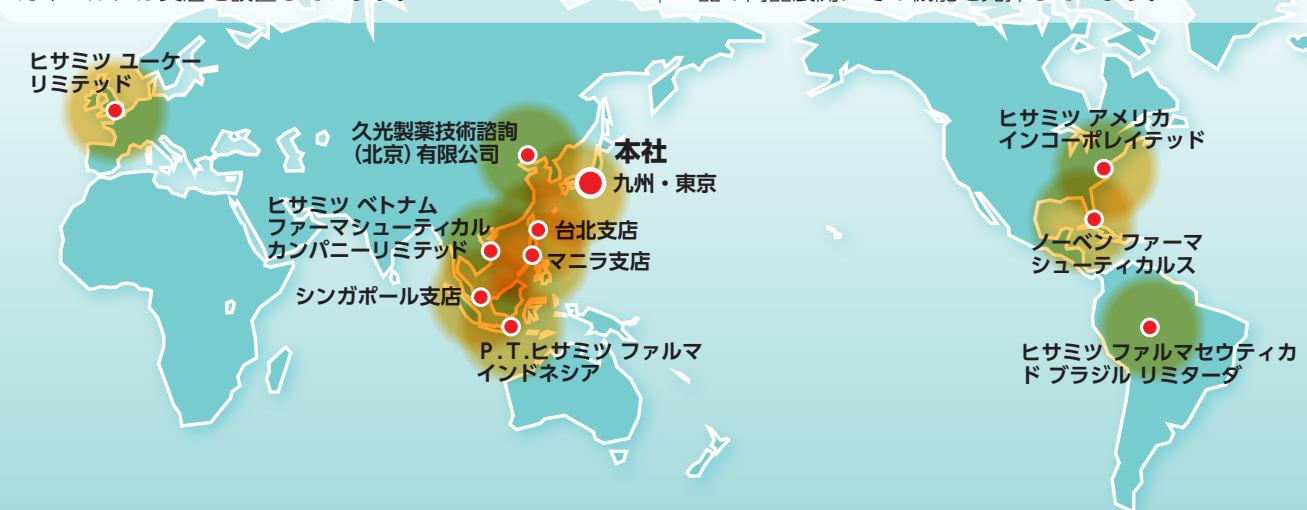 ヒサミツ ユーケー
リミテッド
久光製薬技術諮詢
（北京）有限公司
本社
九州・東京
ヒサミツ ベトナム
ファーマシューティカル
カンパニーリミテッド
台北支店
マニラ支店
シンガポール支店
P.T.ヒサミツ ファルマ
インドネシア
ヒサミツ アメリカ
インコーポレイテッド
ノーベン ファーマ
シューティカルス
ヒサミツ ファルマセウティカ
ド ブラジル リミターダ